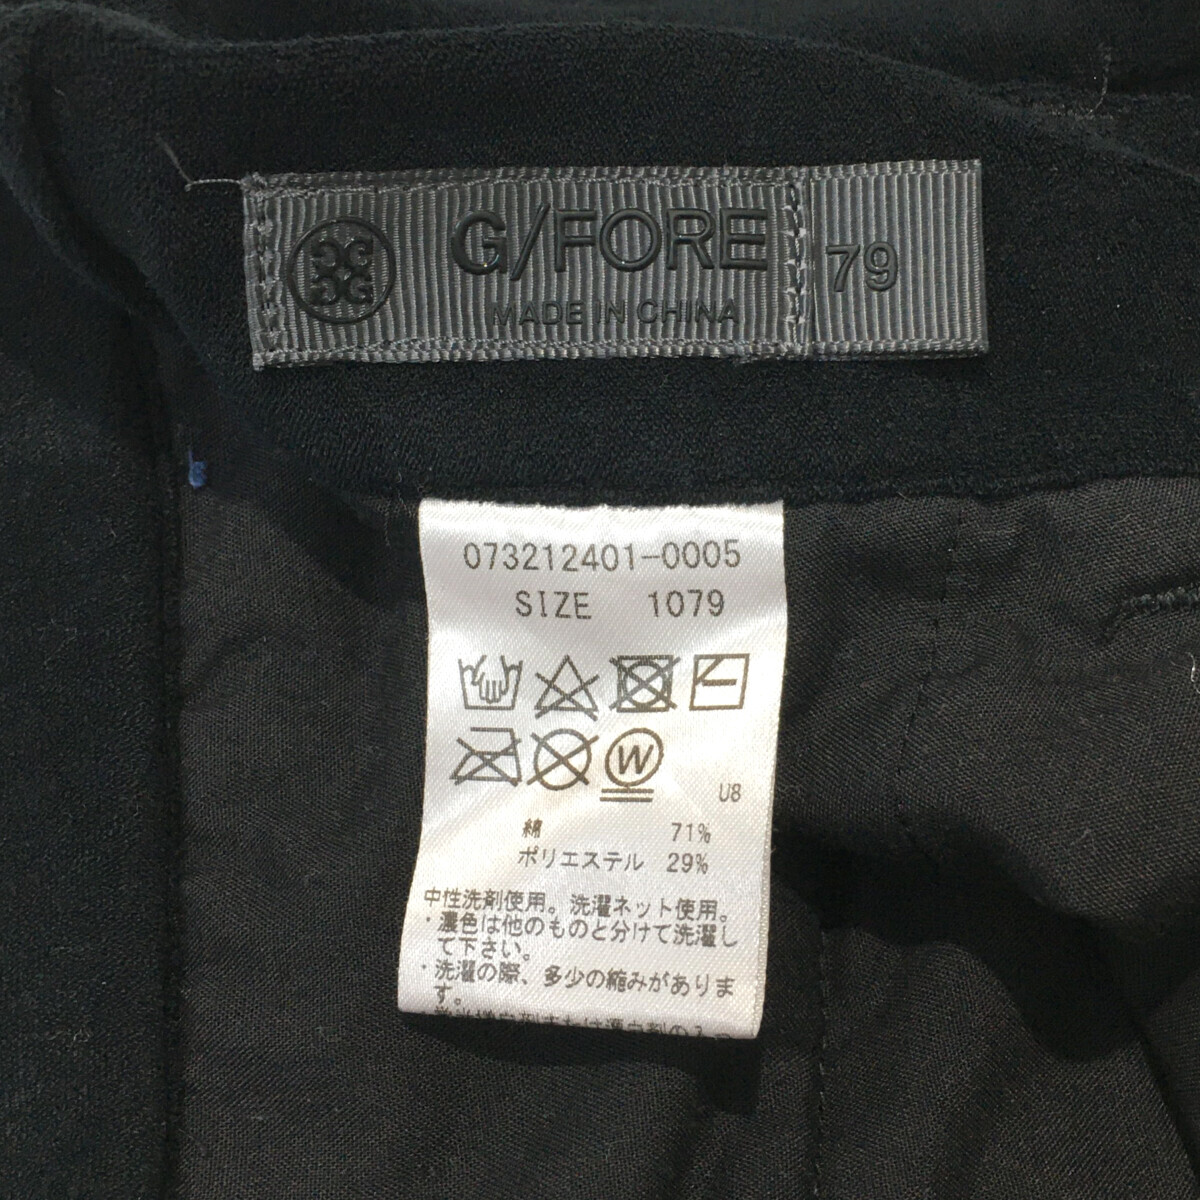 G/FORE
MADE IN CHINA
79
073212401-0005
SIZE 1079
W
U8
綿 71%
ポリエステル 29%
中性洗剤使用。洗濯ネット使用。
・濃色は他のものと分けて洗濯し
て下さい。
・洗濯の際、多少の縮みがありま
す。